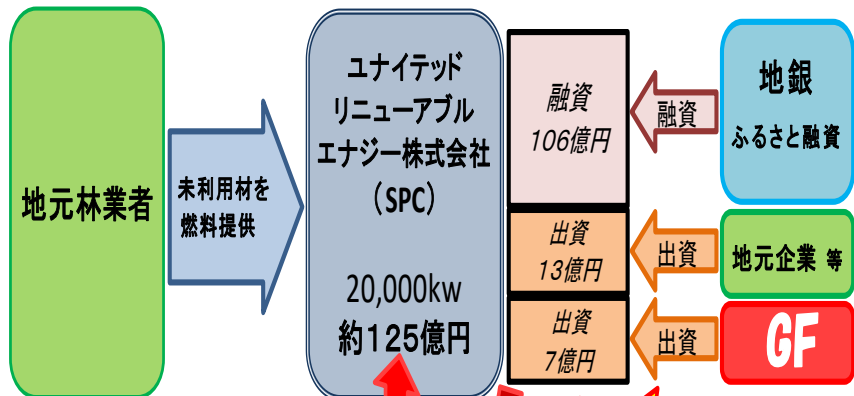 地元林業者
未利用材を
燃料提供
ユナイテッド
リニューアブル
エナジー株式会社
（SPC）
20,000kw
約125億円
融資
106億円
出資
13億円
出資
7億円
融資
出資
出資
地銀
ふるさと融資
地元企業 等
GF